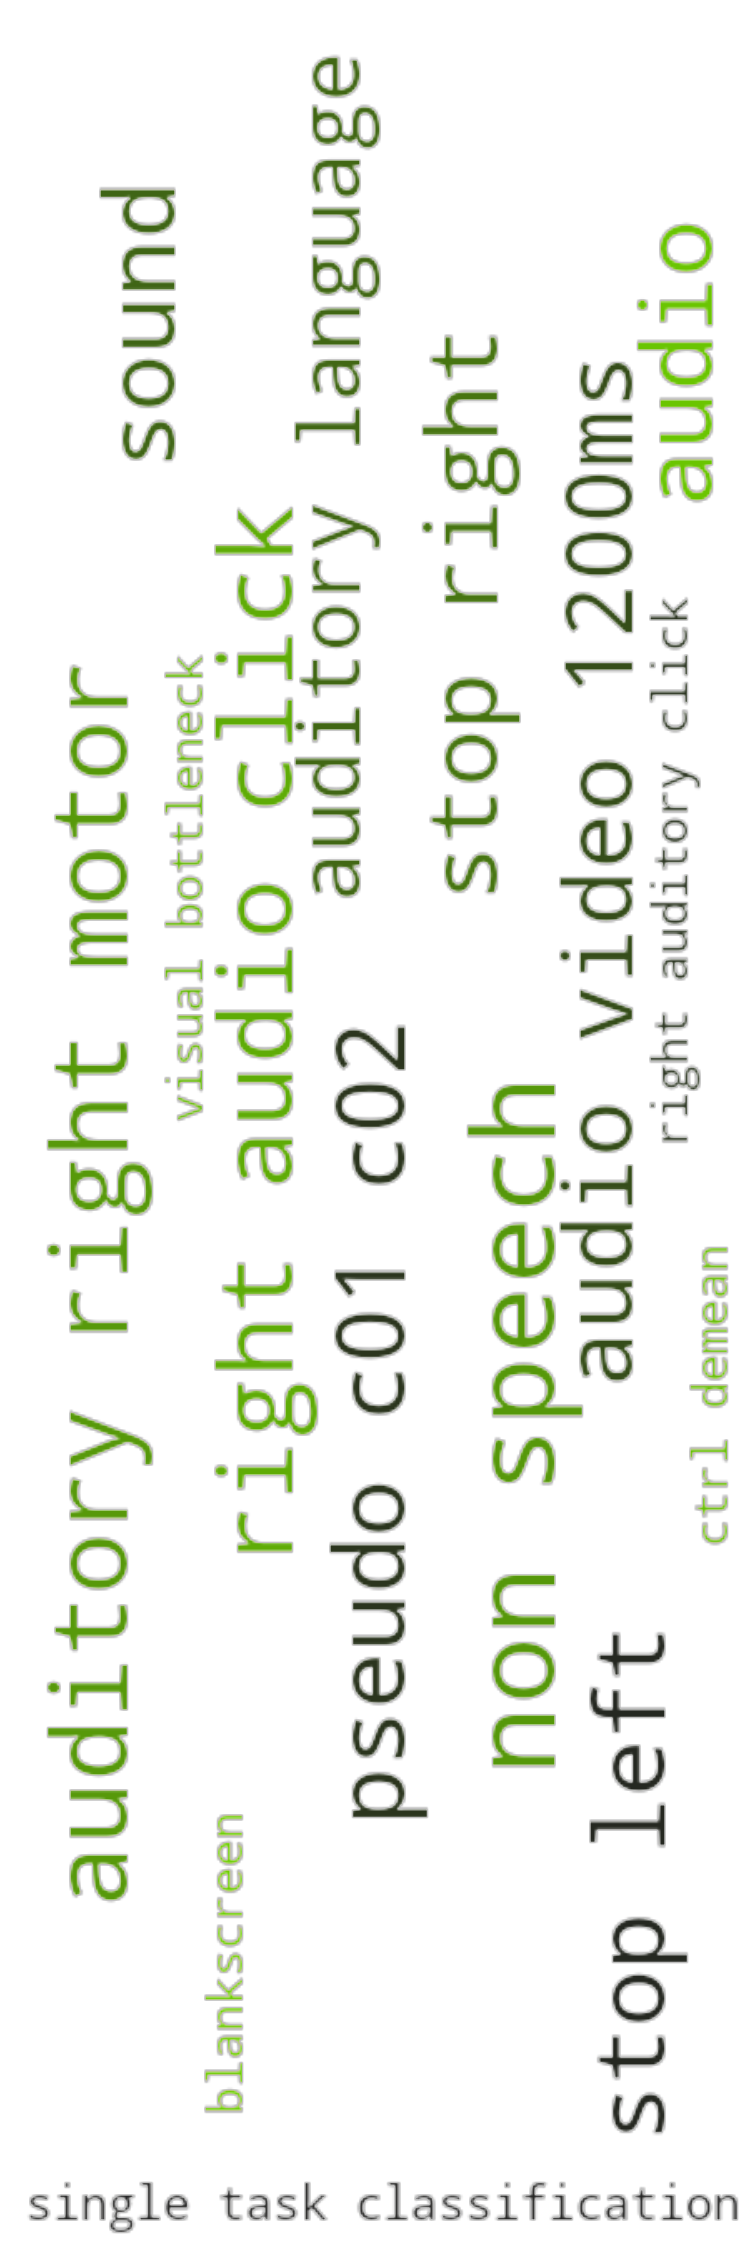 auditory right motor
sound
visual bottleneck
blankscreen
right audio click
auditory language
pseudo c01 c02
stop right
non speech
audio video 1200ms
stop left
right auditory click
audio
ctrl demean
single task classification